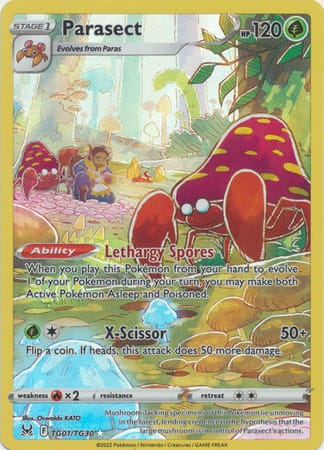 STAGE 1
Parasect
HP 120
Evolves from Paras
Ability
Lethargy Spores
When you play this Pokémon from your hand to evolve
1 of your Pokémon during your turn, you may make both
Active Pokémon Asleep and Poisoned.
X-Scissor 50+
Flip a coin. If heads, this attack does 50 more damage.
weakness ×2 resistance retreat
Illus. Oswaldo KATO
F TG01/TG30
Mushroom-lacking specimens of this Pokémon lie unmoving
in the forest, lending credence to the hypothesis that the
large mushroom is in control of Parasect's actions.
©2022 Pokémon / Nintendo / Creatures / GAME FREAK